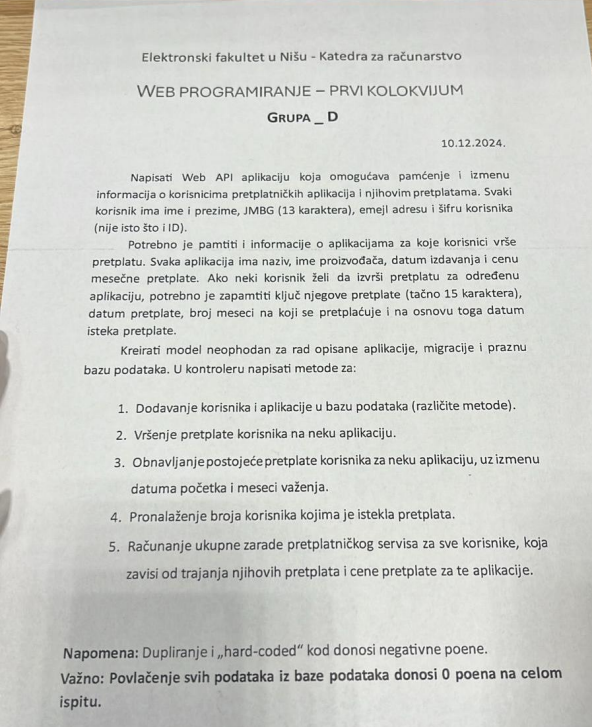 Elektronski fakultet u Nišu - Katedra za računarstvo
WEB PROGRAMIRANJE – PRVI KOLOKVIJUM
GRUPA _ D
10.12.2024.
Napisati Web API aplikaciju koja omogućava pamćenje i izmenu
informacija o korisnicima pretplatničkih aplikacija i njihovim pretplatama. Svaki
korisnik ima ime i prezime, JMBG (13 karaktera), emejl adresu i šifru korisnika
(nije isto što i ID).
Potrebno je pamtiti i informacije o aplikacijama za koje korisnici vrše
pretplatu. Svaka aplikacija ima naziv, ime proizvođača, datum izdavanja i cenu
mesečne pretplate. Ako neki korisnik želi da izvrši pretplatu za određenu
aplikaciju, potrebno je zapamtiti ključ njegove pretplate (tačno 15 karaktera),
datum pretplate, broj meseci na koji se pretplaćuje i na osnovu toga datum
isteka pretplate.
Kreirati model neophodan za rad opisane aplikacije, migracije i praznu
bazu podataka. U kontroleru napisati metode za:
1. Dodavanje korisnika i aplikacije u bazu podataka (različite metode).
2. Vršenje pretplate korisnika na neku aplikaciju.
3. Obnavljanje postojeće pretplate korisnika za neku aplikaciju, uz izmenu
datuma početka i meseci važenja.
4. Pronalaženje broja korisnika kojima je istekla pretplata.
5. Računanje ukupne zarade pretplatničkog servisa za sve korisnike, koja
zavisi od trajanja njihovih pretplata i cene pretplate za te aplikacije.
Napomena: Dupliranje i „hard-coded“ kod donosi negativne poene.
Važno: Povlačenje svih podataka iz baze podataka donosi 0 poena na celom
ispitu.